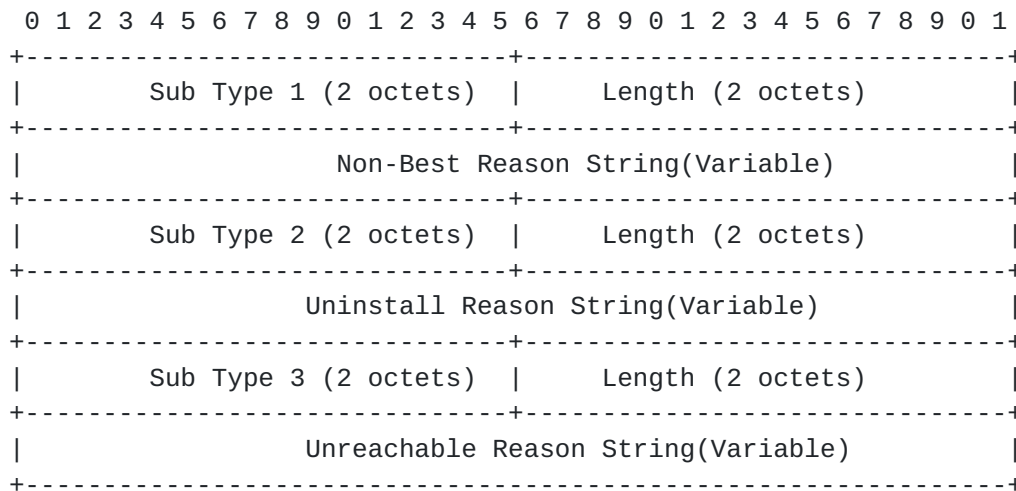 0 1 2 3 4 5 6 7 8 9 0 1 2 3 4 5 6 7 8 9 0 1 2 3 4 5 6 7 8 9 0 1
+-------------------------------+-------------------------------+
|        Sub Type 1 (2 octets)  |     Length (2 octets)         |
+-------------------------------+-------------------------------+
|                    Non-Best Reason String(Variable)           |
+-------------------------------+-------------------------------+
|        Sub Type 2 (2 octets)  |     Length (2 octets)         |
+-------------------------------+-------------------------------+
|                  Uninstall Reason String(Variable)            |
+-------------------------------+-------------------------------+
|        Sub Type 3 (2 octets)  |     Length (2 octets)         |
+-------------------------------+-------------------------------+
|                  Unreachable Reason String(Variable)          |
+---------------------------------------------------------------+